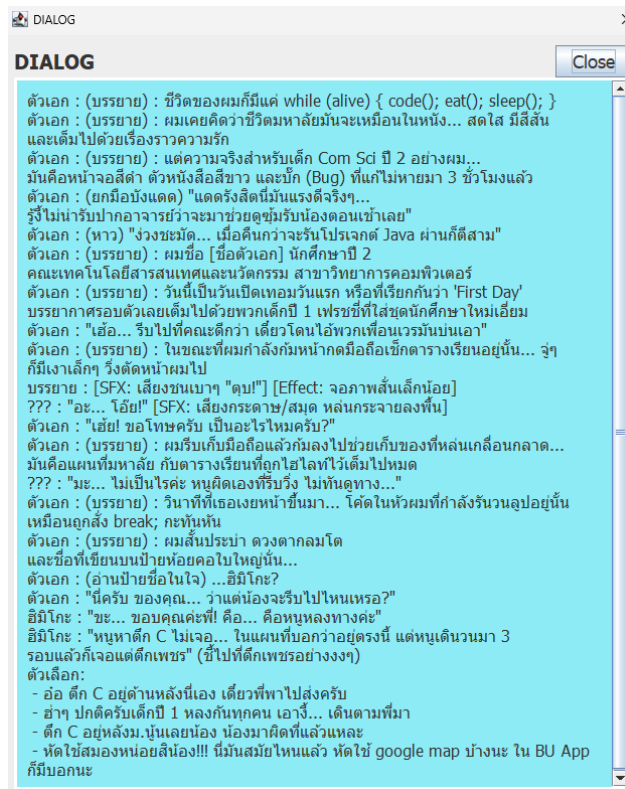 DIALOG
DIALOG
Close
ตัวเอก : (บรรยาย) : ชีวิตของผมก็มีแค่ while (alive) { code(); eat(); sleep(); }
ตัวเอก : (บรรยาย) : ผมเคยคิดว่าชีวิตมหาลัยมันจะเหมือนในหนัง... สดใส มีสีสัน
และเต็มไปด้วยเรื่องราวความรัก
ตัวเอก : (บรรยาย) : แต่ความจริงสำหรับเด็ก Com Sci ปี 2 อย่างผม...
มันคือหน้าจอสีดำ ตัวหนังสือสีขาว และบั๊ก (Bug) ที่แก้ไม่หายมา 3 ชั่วโมงแล้ว
ตัวเอก : (ยกมือบังแดด) "แดดรังสิตนี่มันแรงดีจริงๆ...
รู้งี้ไม่น่ารับปากอาจารย์ว่าจะมาช่วยดูซุ้มรับน้องตอนเช้าเลย"
ตัวเอก : (หาว) "ง่วงชะมัด... เมื่อคืนกว่าจะรันโปรเจกต์ Java ผ่านก็ตีสาม"
ตัวเอก : (บรรยาย) : ผมชื่อ [ชื่อตัวเอก] นักศึกษาปี 2
คณะเทคโนโลยีสารสนเทศและนวัตกรรม สาขาวิทยาการคอมพิวเตอร์
ตัวเอก : (บรรยาย) : วันนี้เป็นวันเปิดเทอมวันแรก หรือที่เรียกกันว่า 'First Day'
บรรยากาศรอบตัวเลยเต็มไปด้วยพวกเด็กปี 1 เฟรชชี่ที่ใส่ชุดนักศึกษาใหม่เอี่ยม
ตัวเอก : "เฮ้อ... รีบไปที่คณะดีกว่า เดี๋ยวโดนไอ้พวกเพื่อนเวรมันบ่นเอา"
ตัวเอก : (บรรยาย) : ในขณะที่ผมกำลังก้มหน้ากดมือถือเช็กตารางเรียนอยู่นั้น... จู่ๆ
ก็มีเงาเล็กๆ วิ่งตัดหน้าผมไป
บรรยาย : [SFX: เสียงชนเบาๆ "ตุบ!"] [Effect: จอภาพสั่นเล็กน้อย]
??? : "อะ... โอ๊ย!" [SFX: เสียงกระดาษ/สมุด หล่นกระจายลงพื้น]
ตัวเอก : "เฮ้ย! ขอโทษครับ เป็นอะไรไหมครับ?"
ตัวเอก : (บรรยาย) : ผมรีบเก็บมือถือแล้วก้มลงไปช่วยเก็บของที่หล่นเกลื่อนกลาด...
มันคือแผนที่มหาลัย กับตารางเรียนที่ถูกไฮไลท์ไว้เต็มไปหมด
??? : "มะ... ไม่เป็นไรค่ะ หนูผิดเองที่รีบวิ่ง ไม่ทันดูทาง..."
ตัวเอก : (บรรยาย) : วินาทีที่เธอเงยหน้าขึ้นมา... โค้ดในหัวผมที่กำลังรันวนลูปอยู่นั้น
เหมือนถูกสั่ง break; กะทันหัน
ตัวเอก : (บรรยาย) : ผมสั้นประบ่า ดวงตากลมโต
และชื่อที่เขียนบนป้ายห้อยคอใบใหญ่นั่น...
ตัวเอก : (อ่านป้ายชื่อในใจ) ...ฮิมิโกะ?
ตัวเอก : "นี่ครับ ของคุณ... ว่าแต่น้องจะรีบไปไหนเหรอ?"
ฮิมิโกะ : "ขะ... ขอบคุณค่ะพี่! คือ... คือหนูหลงทางค่ะ"
ฮิมิโกะ : "หนูหาตึก C ไม่เจอ... ในแผนที่บอกว่าอยู่ตรงนี้ แต่หนูเดินวนมา 3
รอบแล้วก็เจอแต่ตึกเพชร" (ชี้ไปที่ตึกเพชรอย่างงงๆ)
ตัวเลือก:
- อ๋อ ตึก C อยู่ด้านหลังนี่เอง เดี๋ยวพี่พาไปส่งครับ
- ฮ่าๆ ปกติครับเด็กปี 1 หลงกันทุกคน เอางี้... เดินตามพี่มา
- ตึก C อยู่หลังม.นู้นเลยน้อง น้องมาผิดที่แล้วแหละ
- หัดใช้สมองหน่อยสิน้อง!!! นี่มันสมัยไหนแล้ว หัดใช้ google map บ้างนะ ใน BU App
ก็มีบอกนะ